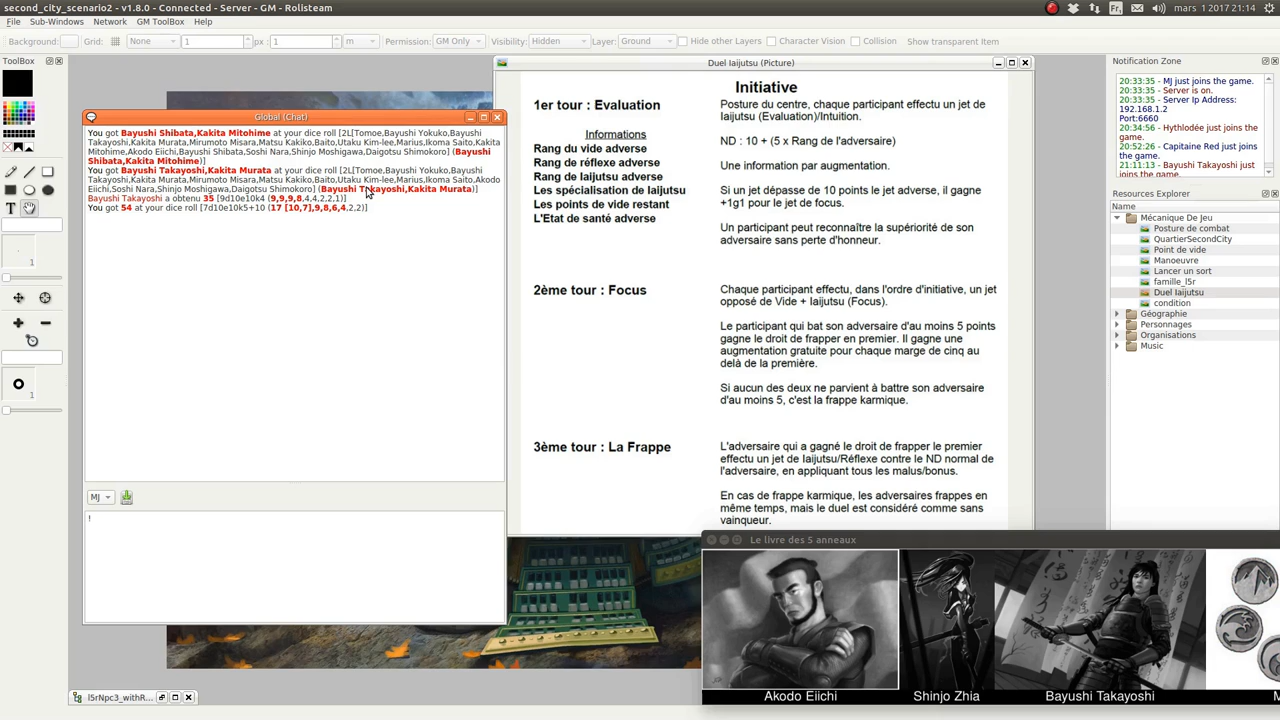 second_city_scenario2 - v1.8.0 - Connected - Server - GM - Rollisteam
Fr
mars 1 2017 21:14
File Sub-Windows Network GM ToolBox Help
Background: Grid: None 1 px : 1 m Permission: GM Only Visibility: Hidden Layer: Ground Hide other Layers Character Vision Collision Show transparent Item
ToolBox
1
1
Global (Chat)
You got Bayushi Shibata,Kakita Mitohime at your dice roll [2L[Tomoe,Bayushi Yokuko,Bayushi
Takayoshi,Kakita Murata,Mirumoto Misara,Matsu Kakiko,Baito,Utaku Kim-lee,Marius,Ikoma Saito,Kakita
Mitohime,Akodo Eiichi,Bayushi Shibata,Soshi Nara,Shinjo Moshigawa,Daigotsu Shimokoro] (Bayushi
Shibata,Kakita Mitohime)]
You got Bayushi Takayoshi,Kakita Murata at your dice roll [2L[Tomoe,Bayushi Yokuko,Bayushi
Takayoshi,Kakita Murata,Mirumoto Misara,Matsu Kakiko,Baito,Utaku Kim-lee,Marius,Ikoma Saito,Akodo
Eiichi,Soshi Nara,Shinjo Moshigawa,Daigotsu Shimokoro] (Bayushi Takayoshi,Kakita Murata)]
Bayushi Takayoshi a obtenu 35 [9d10e10k4 (9,9,9,8,4,4,2,2,1)]
You got 54 at your dice roll [7d10e10k5+10 (17 [10,7],9,8,6,4,2,2)]
MJ
!
l5rNpc3_withR...
Duel Iaijutsu (Picture)
Initiative
1er tour : Evaluation
Informations
Rang du vide adverse
Rang de réflexe adverse
Rang de Iaijutsu adverse
Les spécialisation de Iaijutsu
Les points de vide restant
L'Etat de santé adverse
Posture du centre, chaque participant effectu un jet de
Iaijutsu (Evaluation)/Intuition.
ND : 10 + (5 x Rang de l'adversaire)
Une information par augmentation.
Si un jet dépasse de 10 points le jet adverse, il gagne
+1g1 pour le jet de focus.
Un participant peut reconnaître la supériorité de son
adversaire sans perte d'honneur.
2ème tour : Focus
Chaque participant effectu, dans l'ordre d'initiative, un jet
opposé de Vide + Iaijutsu (Focus).
Le participant qui bat son adversaire d'au moins 5 points
gagne le droit de frapper en premier. Il gagne une
augmentation gratuite pour chaque marge de cinq au
delà de la première.
Si aucun des deux ne parvient à battre son adversaire
d'au moins 5, c'est la frappe karmique.
3ème tour : La Frappe
L'adversaire qui a gagné le droit de frapper le premier
effectu un jet de Iaijutsu/Réflexe contre le ND normal de
l'adversaire, en appliquant tous les malus/bonus.
En cas de frappe karmique, les adversaires frappes en
même temps, mais le duel est considéré comme sans
vainqueur.
Notification Zone
20:33:35 - MJ just joins the game.
20:33:35 - Server is on.
20:33:35 - Server Ip Address:
192.168.1.2
Port:6660
20:34:56 - Hythlodée just joins
the game.
20:52:26 - Capitaine Red just joins
the game.
21:11:13 - Bayushi Takayoshi just
joins the game.
Resources Explorer
Name
Mécanique De Jeu
Posture de combat
QuartierSecondCity
Point de vide
Manoeuvre
Lancer un sort
famille_l5r
Duel Iaijutsu
condition
Géographie
Personnages
Organisations
Music
Le livre des 5 anneaux
Akodo Eiichi
Shinjo Zhia
Bayushi Takayoshi
M